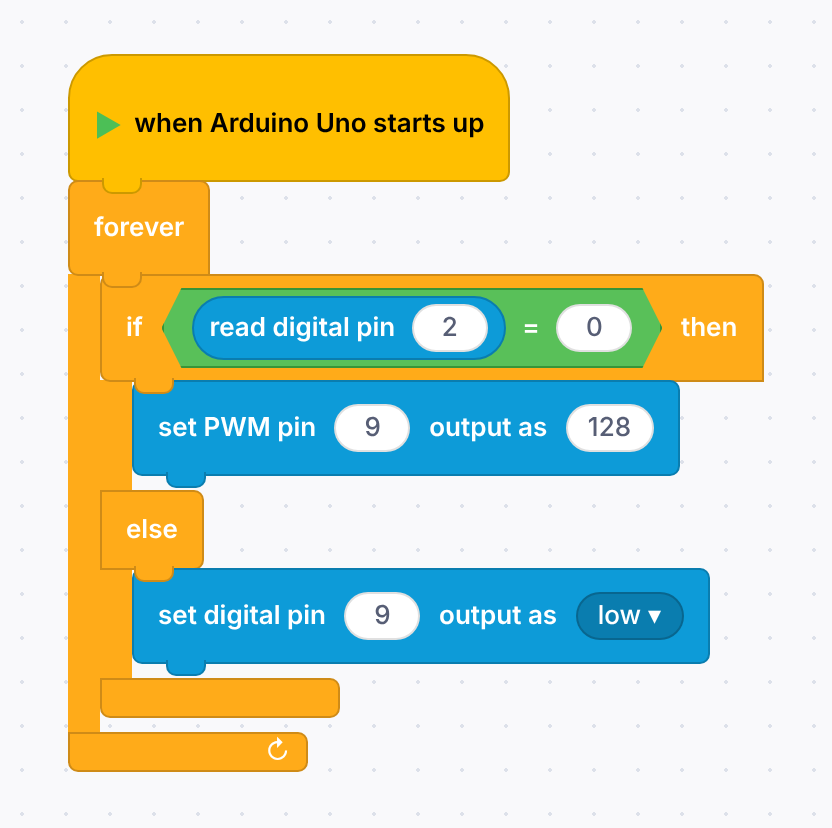 when Arduino Uno starts up
forever
if read digital pin 2 = 0 then
set PWM pin 9 output as 128
else
set digital pin 9 output as low ▾